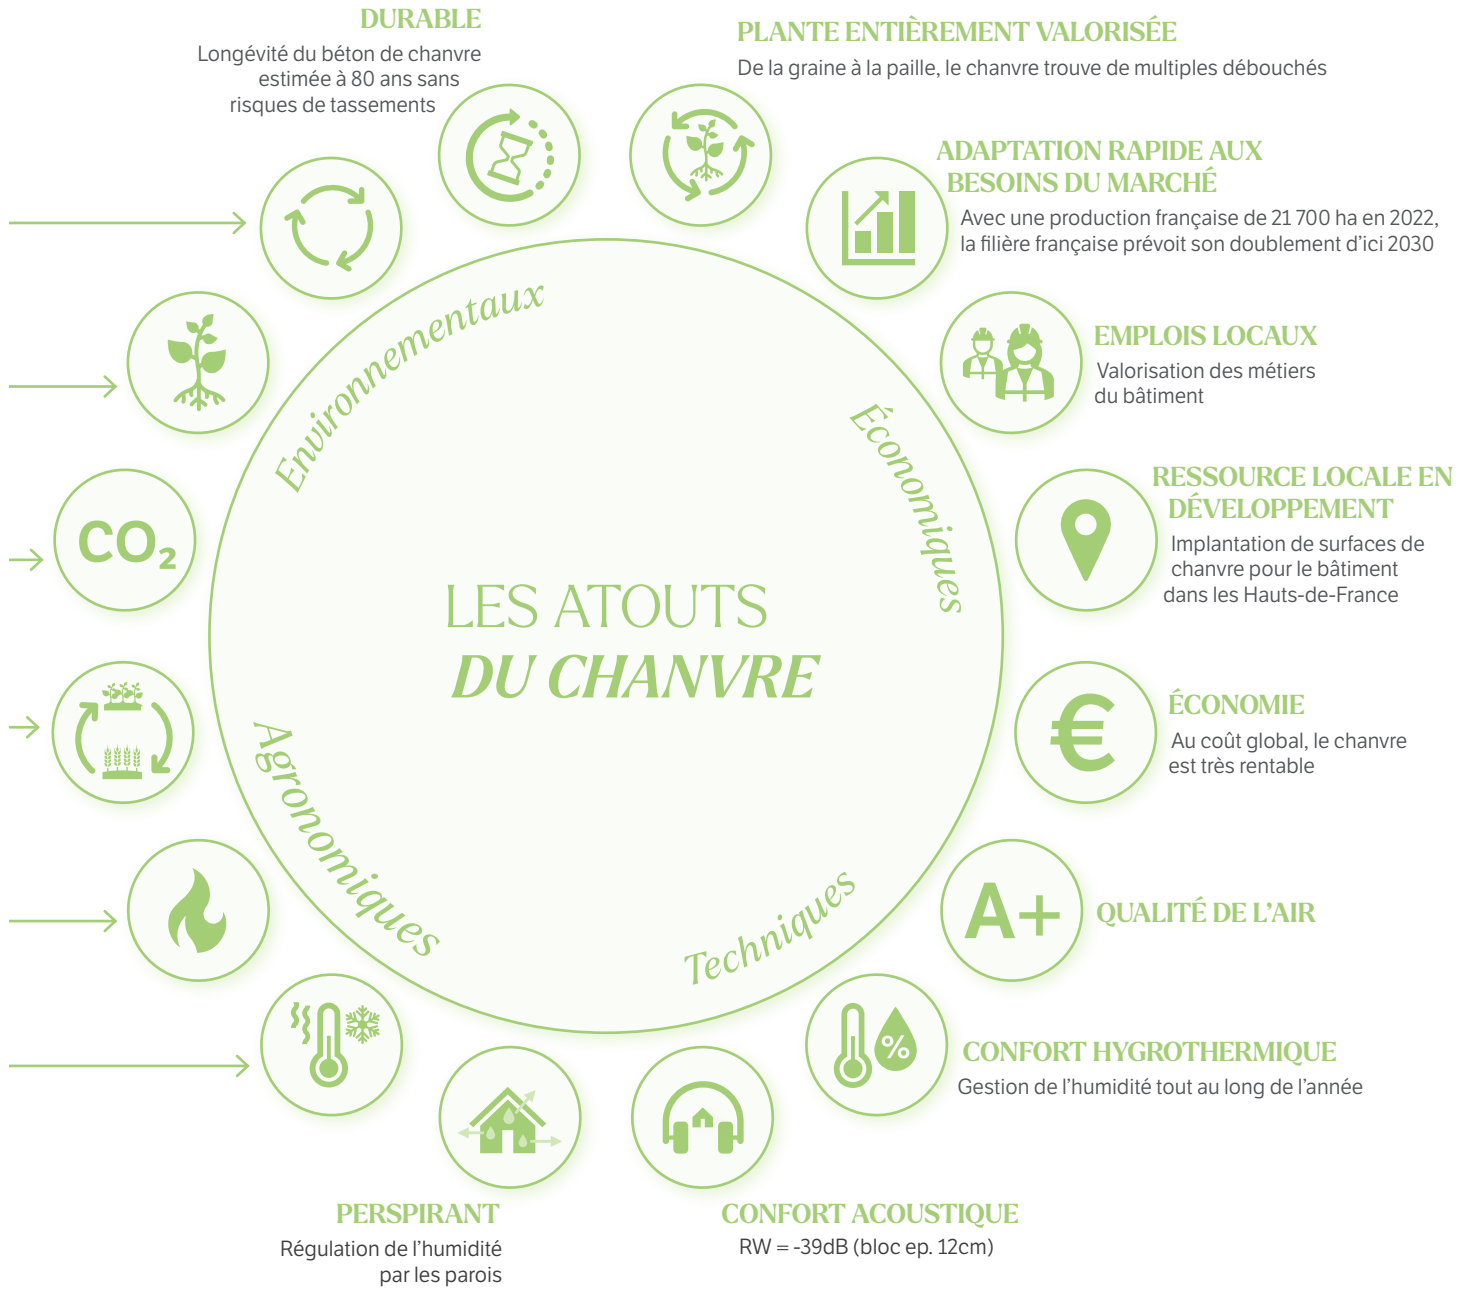 DURABLE
Longévité du béton de chanvre
estimée à 80 ans sans
risques de tassements
PLANTE ENTIÈREMENT VALORISÉE
De la graine à la paille, le chanvre trouve de multiples débouchés
ADAPTATION RAPIDE AUX
BESOINS DU MARCHÉ
Avec une production française de 21 700 ha en 2022,
la filière française prévoit son doublement d’ici 2030
EMPLOIS LOCAUX
Valorisation des métiers
du bâtiment
RESSOURCE LOCALE EN
DÉVELOPPEMENT
Implantation de surfaces de
chanvre pour le bâtiment
dans les Hauts-de-France
ÉCONOMIE
Au coût global, le chanvre
est très rentable
€
A+
QUALITÉ DE L’AIR
%
CONFORT HYGROTHERMIQUE
Gestion de l’humidité tout au long de l’année
CONFORT ACOUSTIQUE
RW = -39dB (bloc ep. 12cm)
PERSPIRANT
Régulation de l’humidité
par les parois
CO₂
Environnementaux
Économiques
LES ATOUTS
DU CHANVRE
Agronomiques
Techniques